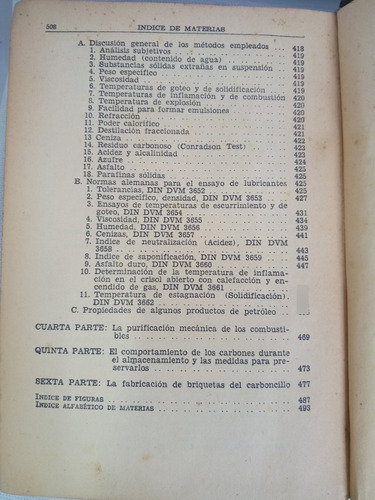 508 INDICE DE MATERIAS
A. Discusión general de los métodos empleados . . 418
1. Análisis subjetivos . . . . . . . . . . . 419
2. Humedad (contenido de agua) . . . . . . . 419
3. Substancias sólidas extrañas en suspensión . . 419
4. Peso específico . . . . . . . . . . . . 419
5. Viscosidad . . . . . . . . . . . . . . 419
6. Temperaturas de goteo y de solidificación . . 419
7. Temperaturas de inflamación y de combustión 420
8. Temperatura de explosión . . . . . . . . 420
9. Facilidad para formar emulsiones . . . . . 420
10. Refracción . . . . . . . . . . . . . . 421
11. Poder calorífico . . . . . . . . . . . . 422
12. Destilación fraccionada . . . . . . . . . 422
13. Ceniza . . . . . . . . . . . . . . . 423
14. Residuo carbonoso (Conradson Test) . . . . 423
15. Acidez y alcalinidad . . . . . . . . . . 424
16. Azufre . . . . . . . . . . . . . . . 424
17. Asfalto . . . . . . . . . . . . . . . 425
18. Parafinas sólidas . . . . . . . . . . . 425
B. Normas alemanas para el ensayo de lubricantes 425
1. Tolerancias, DIN DVM 3652 . . . . . . . . 425
2. Peso específico, densidad, DIN DVM 3653 . . 427
3. Ensayos de temperaturas de escurrimiento y de
goteo, DIN DVM 3654 . . . . . . . . . . 431
4. Viscosidad, DIN DVM 3655 . . . . . . . . 434
5. Humedad, DIN DVM 3656 . . . . . . . . . 439
6. Cenizas, DIN DVM 3657 . . . . . . . . . 441
7. Indice de neutralización (Acidez), DIN DVM
3658 . . . . . . . . . . . . . . . . 443
8. Indice de saponificación, DIN DVM 3659 . . 445
9. Asfalto duro, DIN DVM 3660 . . . . . . . 447
10. Determinación de la temperatura de inflama-
ción en el crisol abierto con calefacción y en-
cendido de gas, DIN DVM 3661
11. Temperatura de estagnación (Solidificación),
DIN DVM 3662
C. Propiedades de algunos productos de petróleo . .
CUARTA PARTE: La purificación mecánica de los combusti-
bles . . . . . . . . . . . . . . . . 469
QUINTA PARTE: El comportamiento de los carbones durante
el almacenamiento y las medidas para pre-
servarlos . . . . . . . . . . . . . . 473
SEXTA PARTE: La fabricación de briquetas del carboncillo 477
INDICE DE FIGURAS . . . . . . . . . . . . . 487
INDICE ALFABÉTICO DE MATERIAS . . . . . . . . . 493